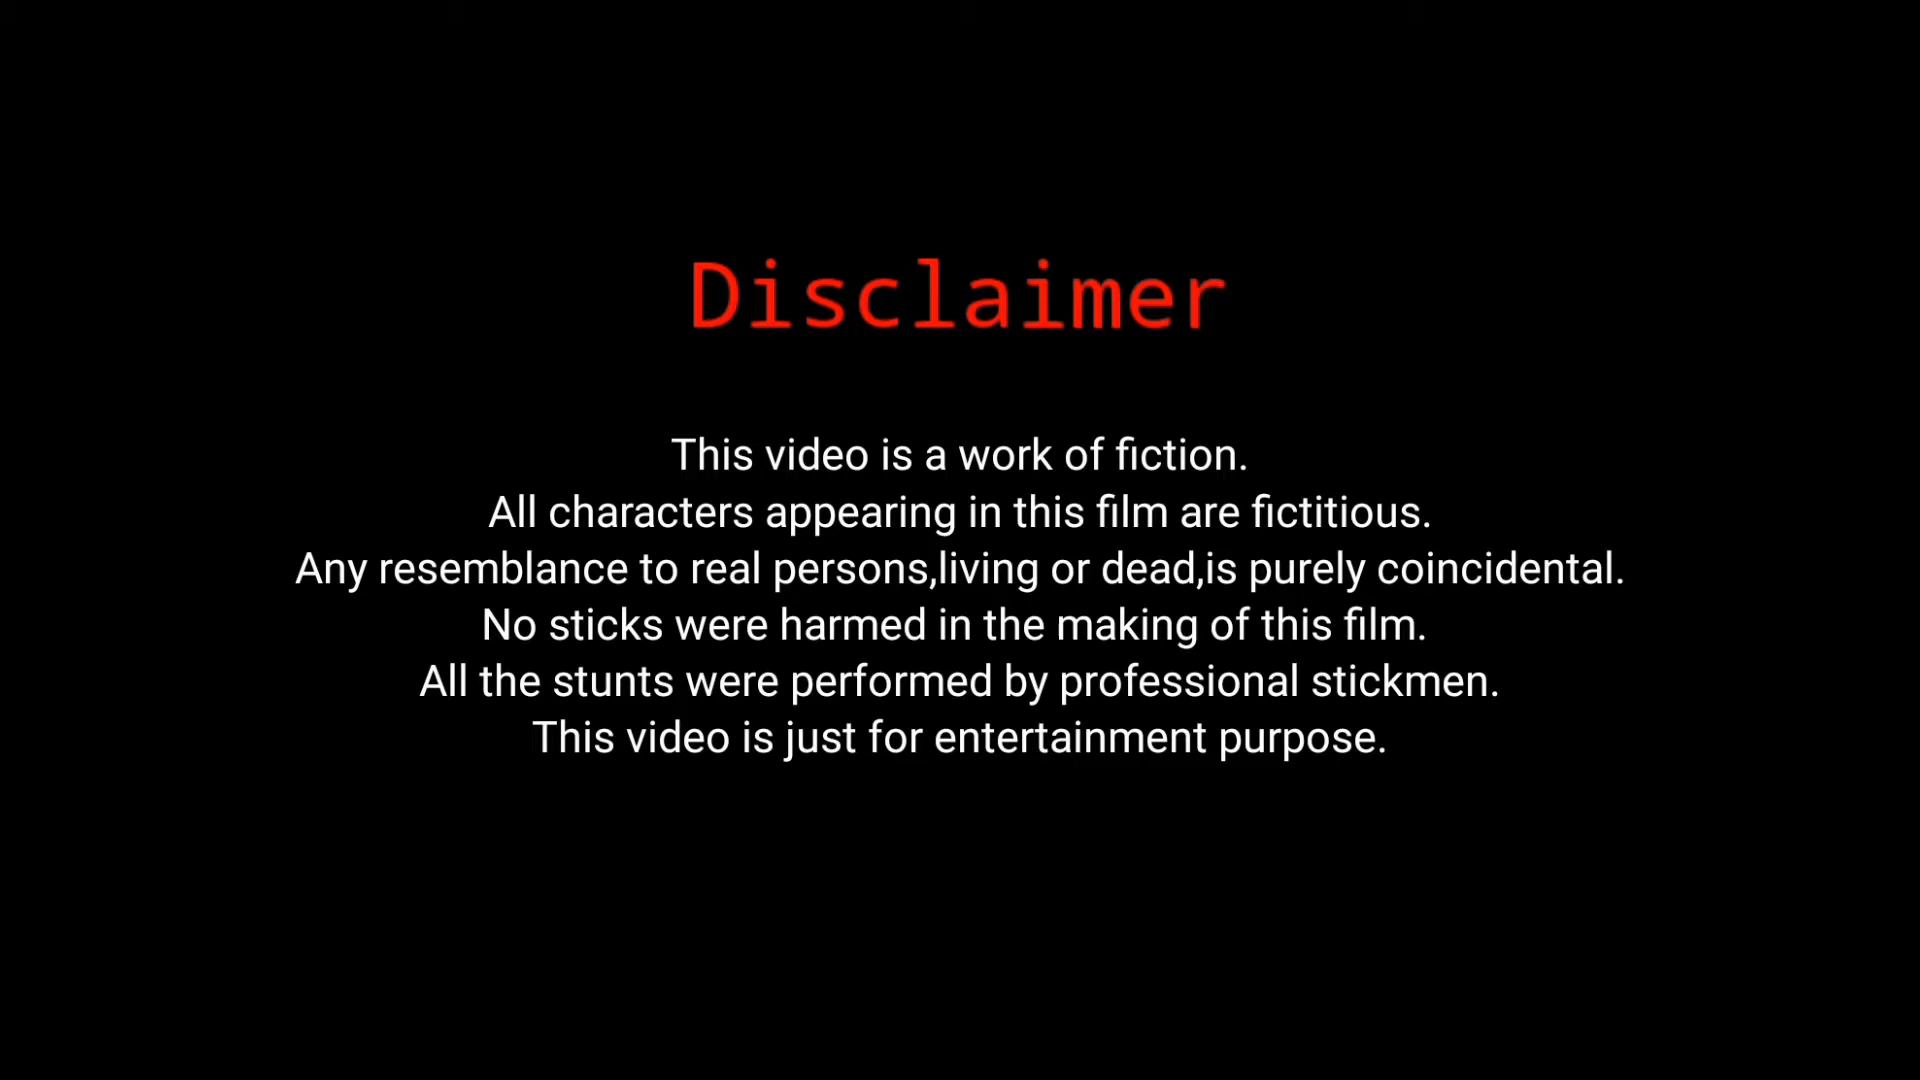 Disclaimer
This video is a work of fiction.
All characters appearing in this film are fictitious.
Any resemblance to real persons,living or dead,is purely coincidental.
No sticks were harmed in the making of this film.
All the stunts were performed by professional stickmen.
This video is just for entertainment purpose.